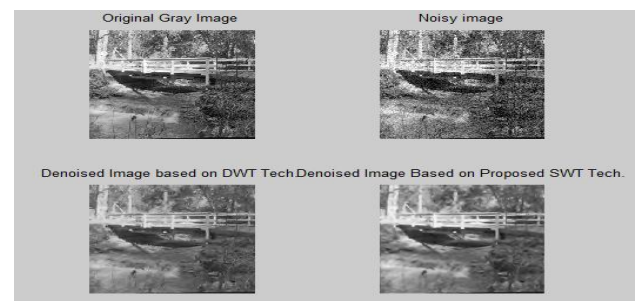 Original Gray Image
Noisy image
Denoised Image based on DWT Tech.
Denoised Image Based on Proposed SWT Tech.